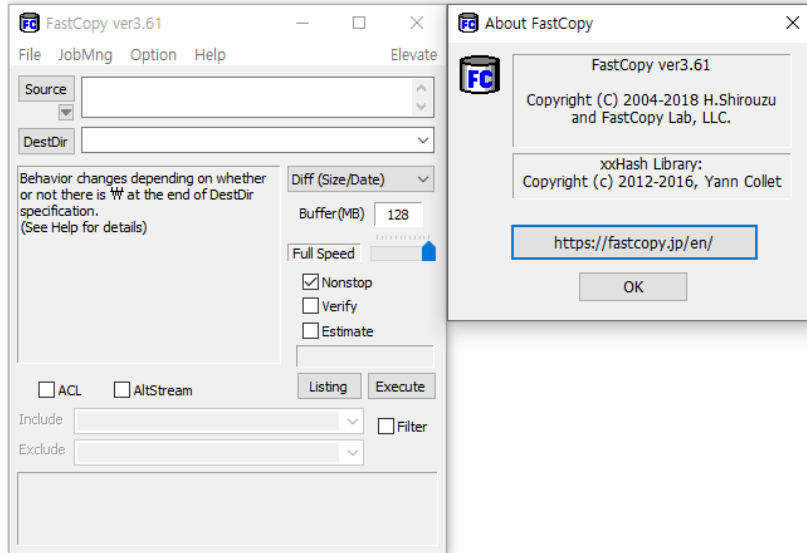 FC FastCopy ver3.61
File JobMng Option Help Elevate
Source
DestDir
Behavior changes depending on whether
or not there is ₩ at the end of DestDir
specification.
(See Help for details)
Diff (Size/Date)
Buffer(MB) 128
Full Speed
Nonstop
Verify
Estimate
ACL AltStream Listing Execute
Include
Filter
Exclude
FC About FastCopy
FC
FastCopy ver3.61
Copyright (C) 2004-2018 H.Shirouzu
and FastCopy Lab, LLC.
xxHash Library:
Copyright (c) 2012-2016, Yann Collet
https://fastcopy.jp/en/
OK